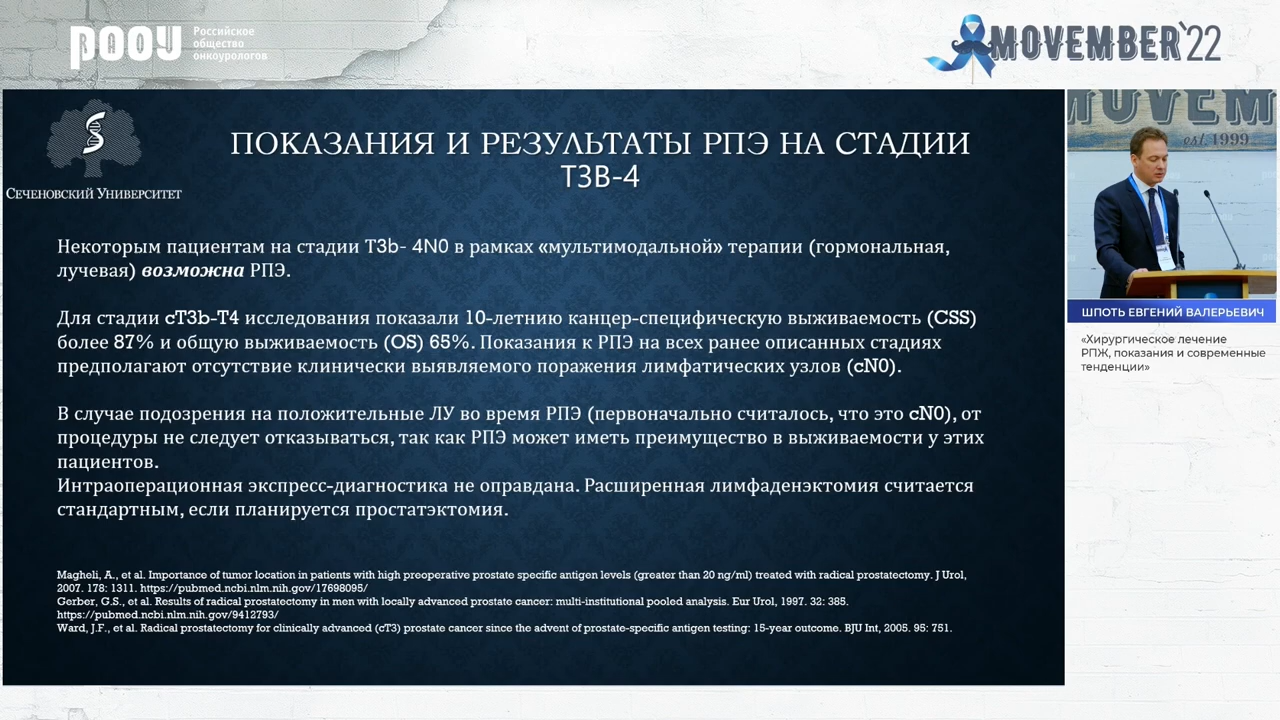 РООУ
Российское
общество
онкоурологов
MOVEMBER'22
Сеченовский Университет
ПОКАЗАНИЯ И РЕЗУЛЬТАТЫ РПЭ НА СТАДИИ
Т3В-4
Некоторым пациентам на стадии T3b- 4N0 в рамках «мультимодальной» терапии (гормональная,
лучевая) возможна РПЭ.
Для стадии cT3b-T4 исследования показали 10-летнию канцер-специфическую выживаемость (CSS)
более 87% и общую выживаемость (OS) 65%. Показания к РПЭ на всех ранее описанных стадиях
предполагают отсутствие клинически выявляемого поражения лимфатических узлов (cN0).
В случае подозрения на положительные ЛУ во время РПЭ (первоначально считалось, что это cN0), от
процедуры не следует отказываться, так как РПЭ может иметь преимущество в выживаемости у этих
пациентов.
Интраоперационная экспресс-диагностика не оправдана. Расширенная лимфаденэктомия считается
стандартным, если планируется простатэктомия.
Magheli, A., et al. Importance of tumor location in patients with high preoperative prostate specific antigen levels (greater than 20 ng/ml) treated with radical prostatectomy. J Urol,
2007. 178: 1311. https://pubmed.ncbi.nlm.nih.gov/17698095/
Gerber, G.S., et al. Results of radical prostatectomy in men with locally advanced prostate cancer: multi-institutional pooled analysis. Eur Urol, 1997. 32: 385.
https://pubmed.ncbi.nlm.nih.gov/9412793/
Ward, J.F., et al. Radical prostatectomy for clinically advanced (cT3) prostate cancer since the advent of prostate-specific antigen testing: 15-year outcome. BJU Int, 2005. 95: 751.
MOVEM
est. 1999
ШПОТЬ ЕВГЕНИЙ ВАЛЕРЬЕВИЧ
«Хирургическое лечение
РПЖ, показания и современные
тенденции»